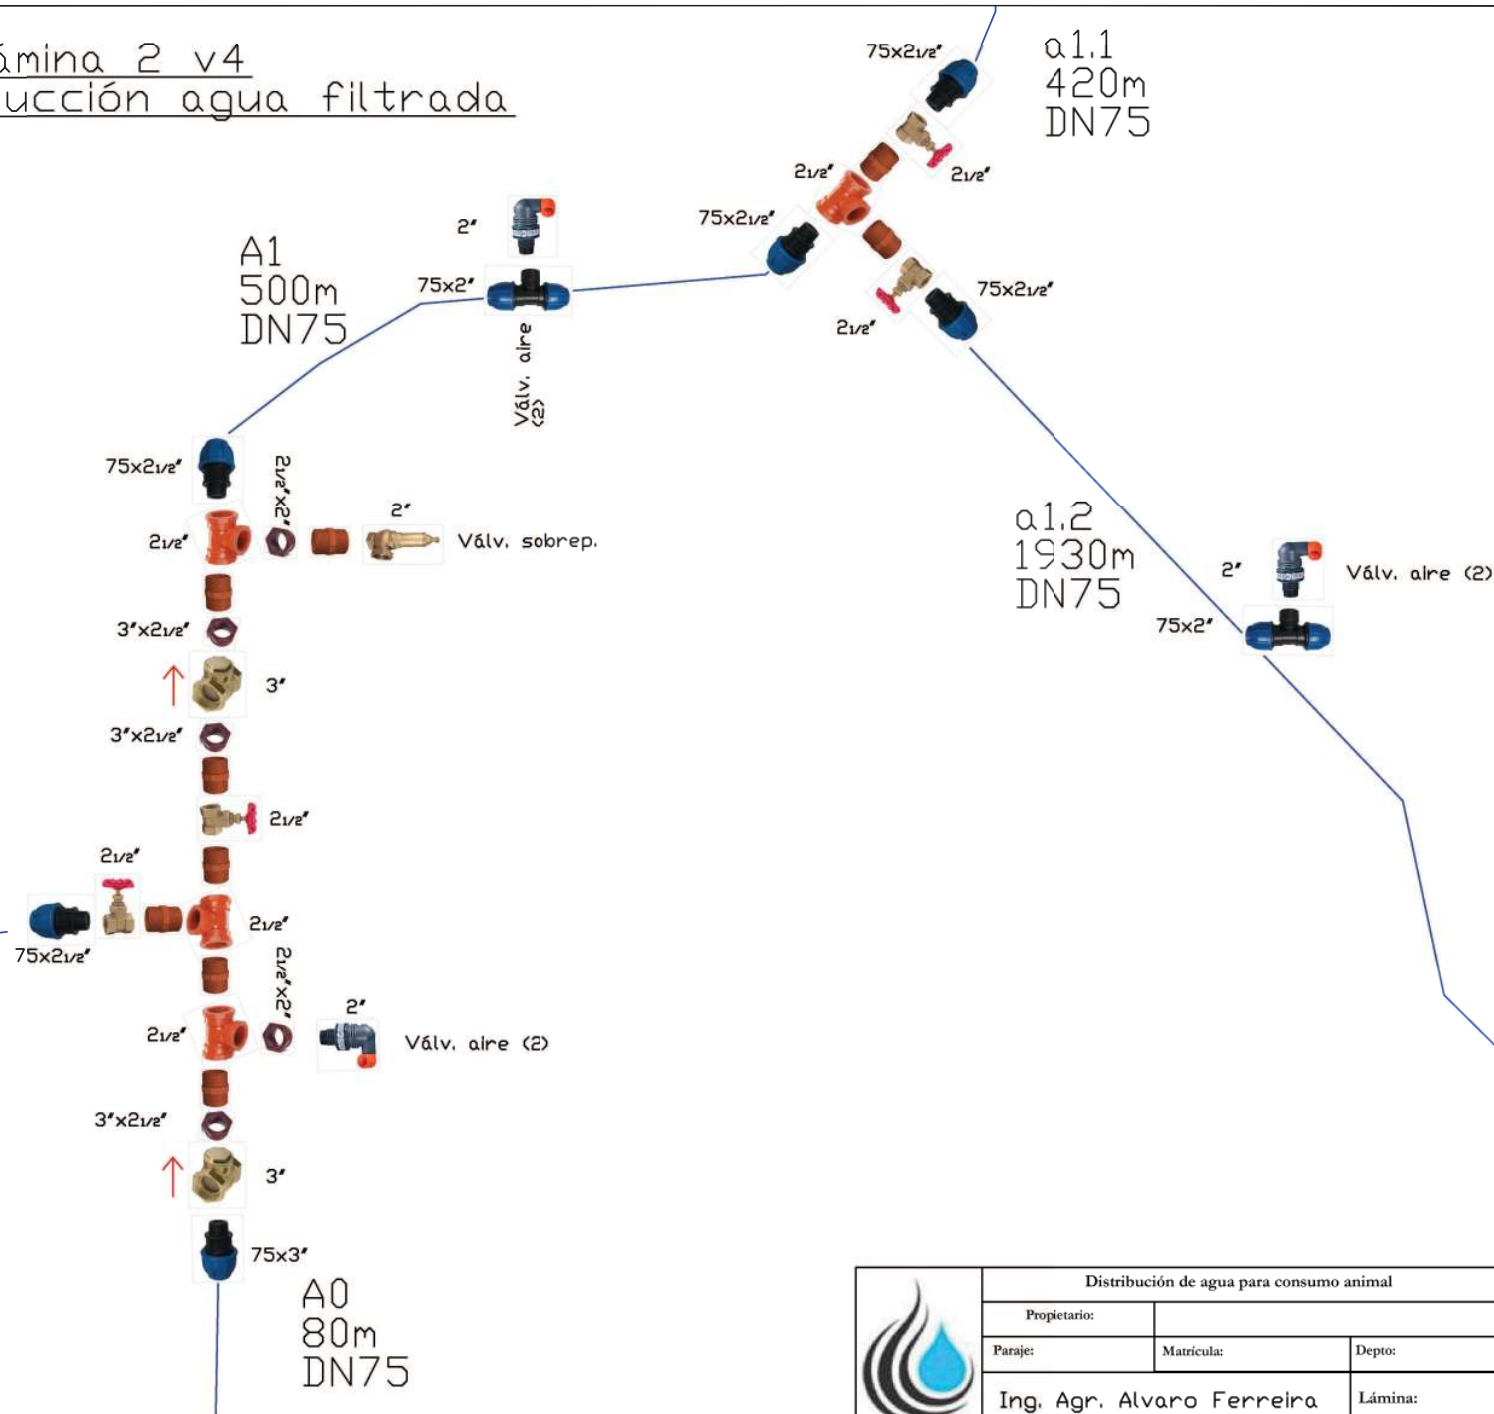 ámina 2 v4
ucción agua filtrada
75x21/2"
a1.1
420m
DN75
21/2"
21/2"
75x21/2"
2"
A1
500m
DN75
75x2"
75x21/2"
21/2"
Válv. aire
(2)
75x21/2"
21/2"x2"
21/2"
2"
Válv. sobrep.
a1.2
1930m
DN75
2"
Válv. aire (2)
75x2"
3"x21/2"
3"
3"x21/2"
21/2"
21/2"
21/2"
75x21/2"
21/2"x2"
21/2"
2"
Válv. aire (2)
3"x21/2"
3"
75x3"
A0
80m
DN75
Distribución de agua para consumo animal
Propietario:
Paraje:
Matrícula:
Depto:
Ing. Agr. Alvaro Ferreira
Lámina: